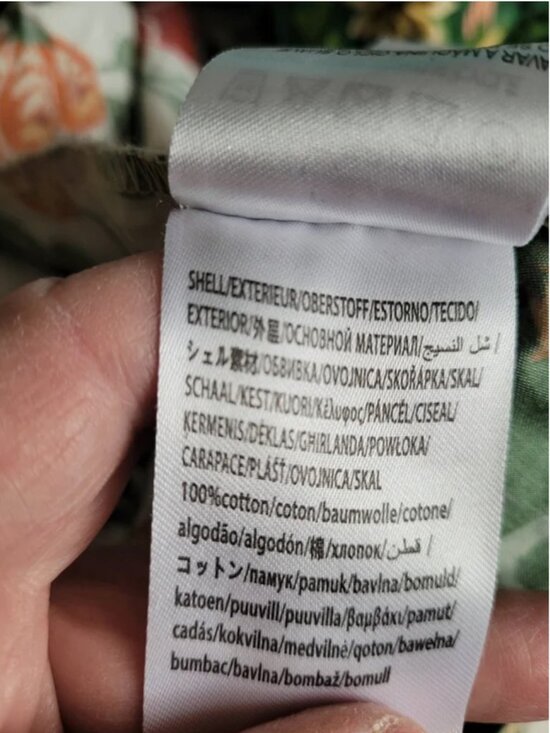 SHELL/EXTERIEUR/OBERSTOFF/ESTORNO/TECIDO/
EXTERIOR/外层/ОСНОВНОЙ МАТЕРИАЛ/شل النسيج/
シェル素材/ОБВИВКА/OVOJNICA/SKOŘÁPKA/SKAL/
SCHAAL/KEST/KUORI/Κέλυφος/PÁNCÉL/CISEAL/
ĶERMENIS/DĖKLAS/GHIRLANDA/POWŁOKA/
CARAPACE/PLÁŠŤ/OVOJNICA/SKAL
100%cotton/coton/baumwolle/cotone/
algodão/algodón/棉/хлопок/قطن/
コットン/памук/pamuk/bavlna/bomuld/
katoen/puuvill/puuvilla/βαμβάκι/pamut/
cadás/kokvilna/medvilnė/qoton/bawełna/
bumbac/bavlna/bombaž/bomull